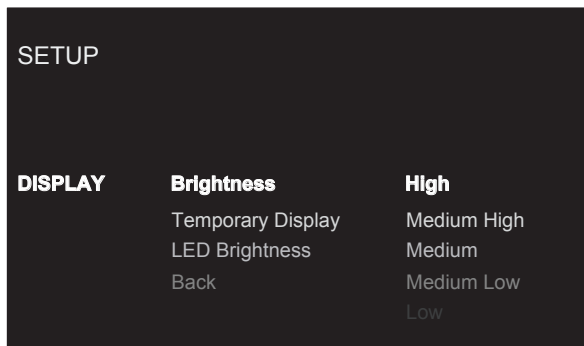 SETUP
DISPLAY Brightness High
Temporary Display Medium High
LED Brightness Medium
Back Medium Low
Low